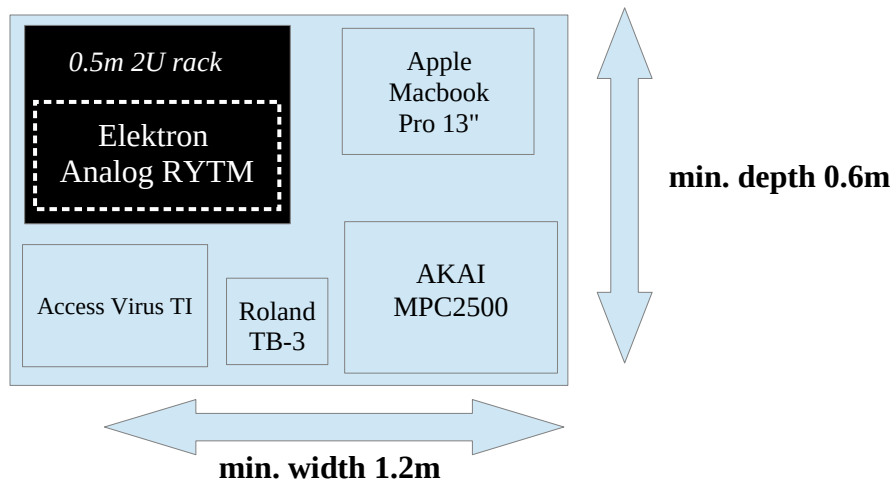 0.5m 2U rack
Elektron
Analog RYTM
Apple
Macbook
Pro 13"
min. depth 0.6m
Access Virus TI
Roland
TB-3
AKAI
MPC2500
min. width 1.2m